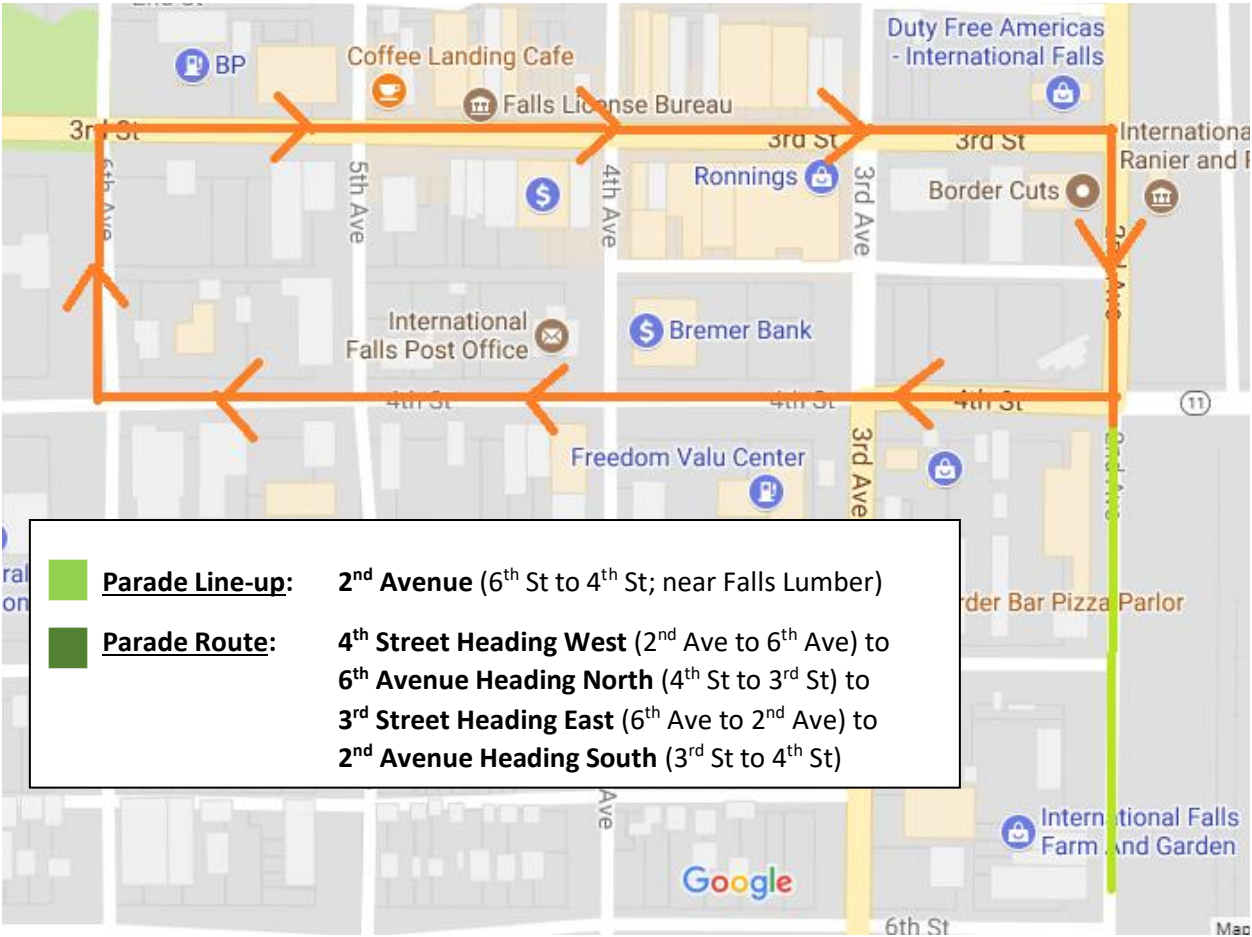 2nd St
Duty Free Americas
- International Falls
BP
Coffee Landing Cafe
Falls License Bureau
3rd St
3rd St
3rd St
Internationa
Ranier and
6th Ave
5th Ave
4th Ave
Ronnings
3rd Ave
Border Cuts
2nd Ave
International
Falls Post Office
Bremer Bank
4th St
4th St
4th St
11
Freedom Valu Center
3rd Ave
2nd Ave
ral
on
Parade Line-up: 2nd Avenue (6th St to 4th St; near Falls Lumber)
rder Bar Pizza Parlor
Parade Route: 4th Street Heading West (2nd Ave to 6th Ave) to
6th Avenue Heading North (4th St to 3rd St) to
3rd Street Heading East (6th Ave to 2nd Ave) to
2nd Avenue Heading South (3rd St to 4th St)
Ave
International Falls
Farm And Garden
Google
6th St
Map